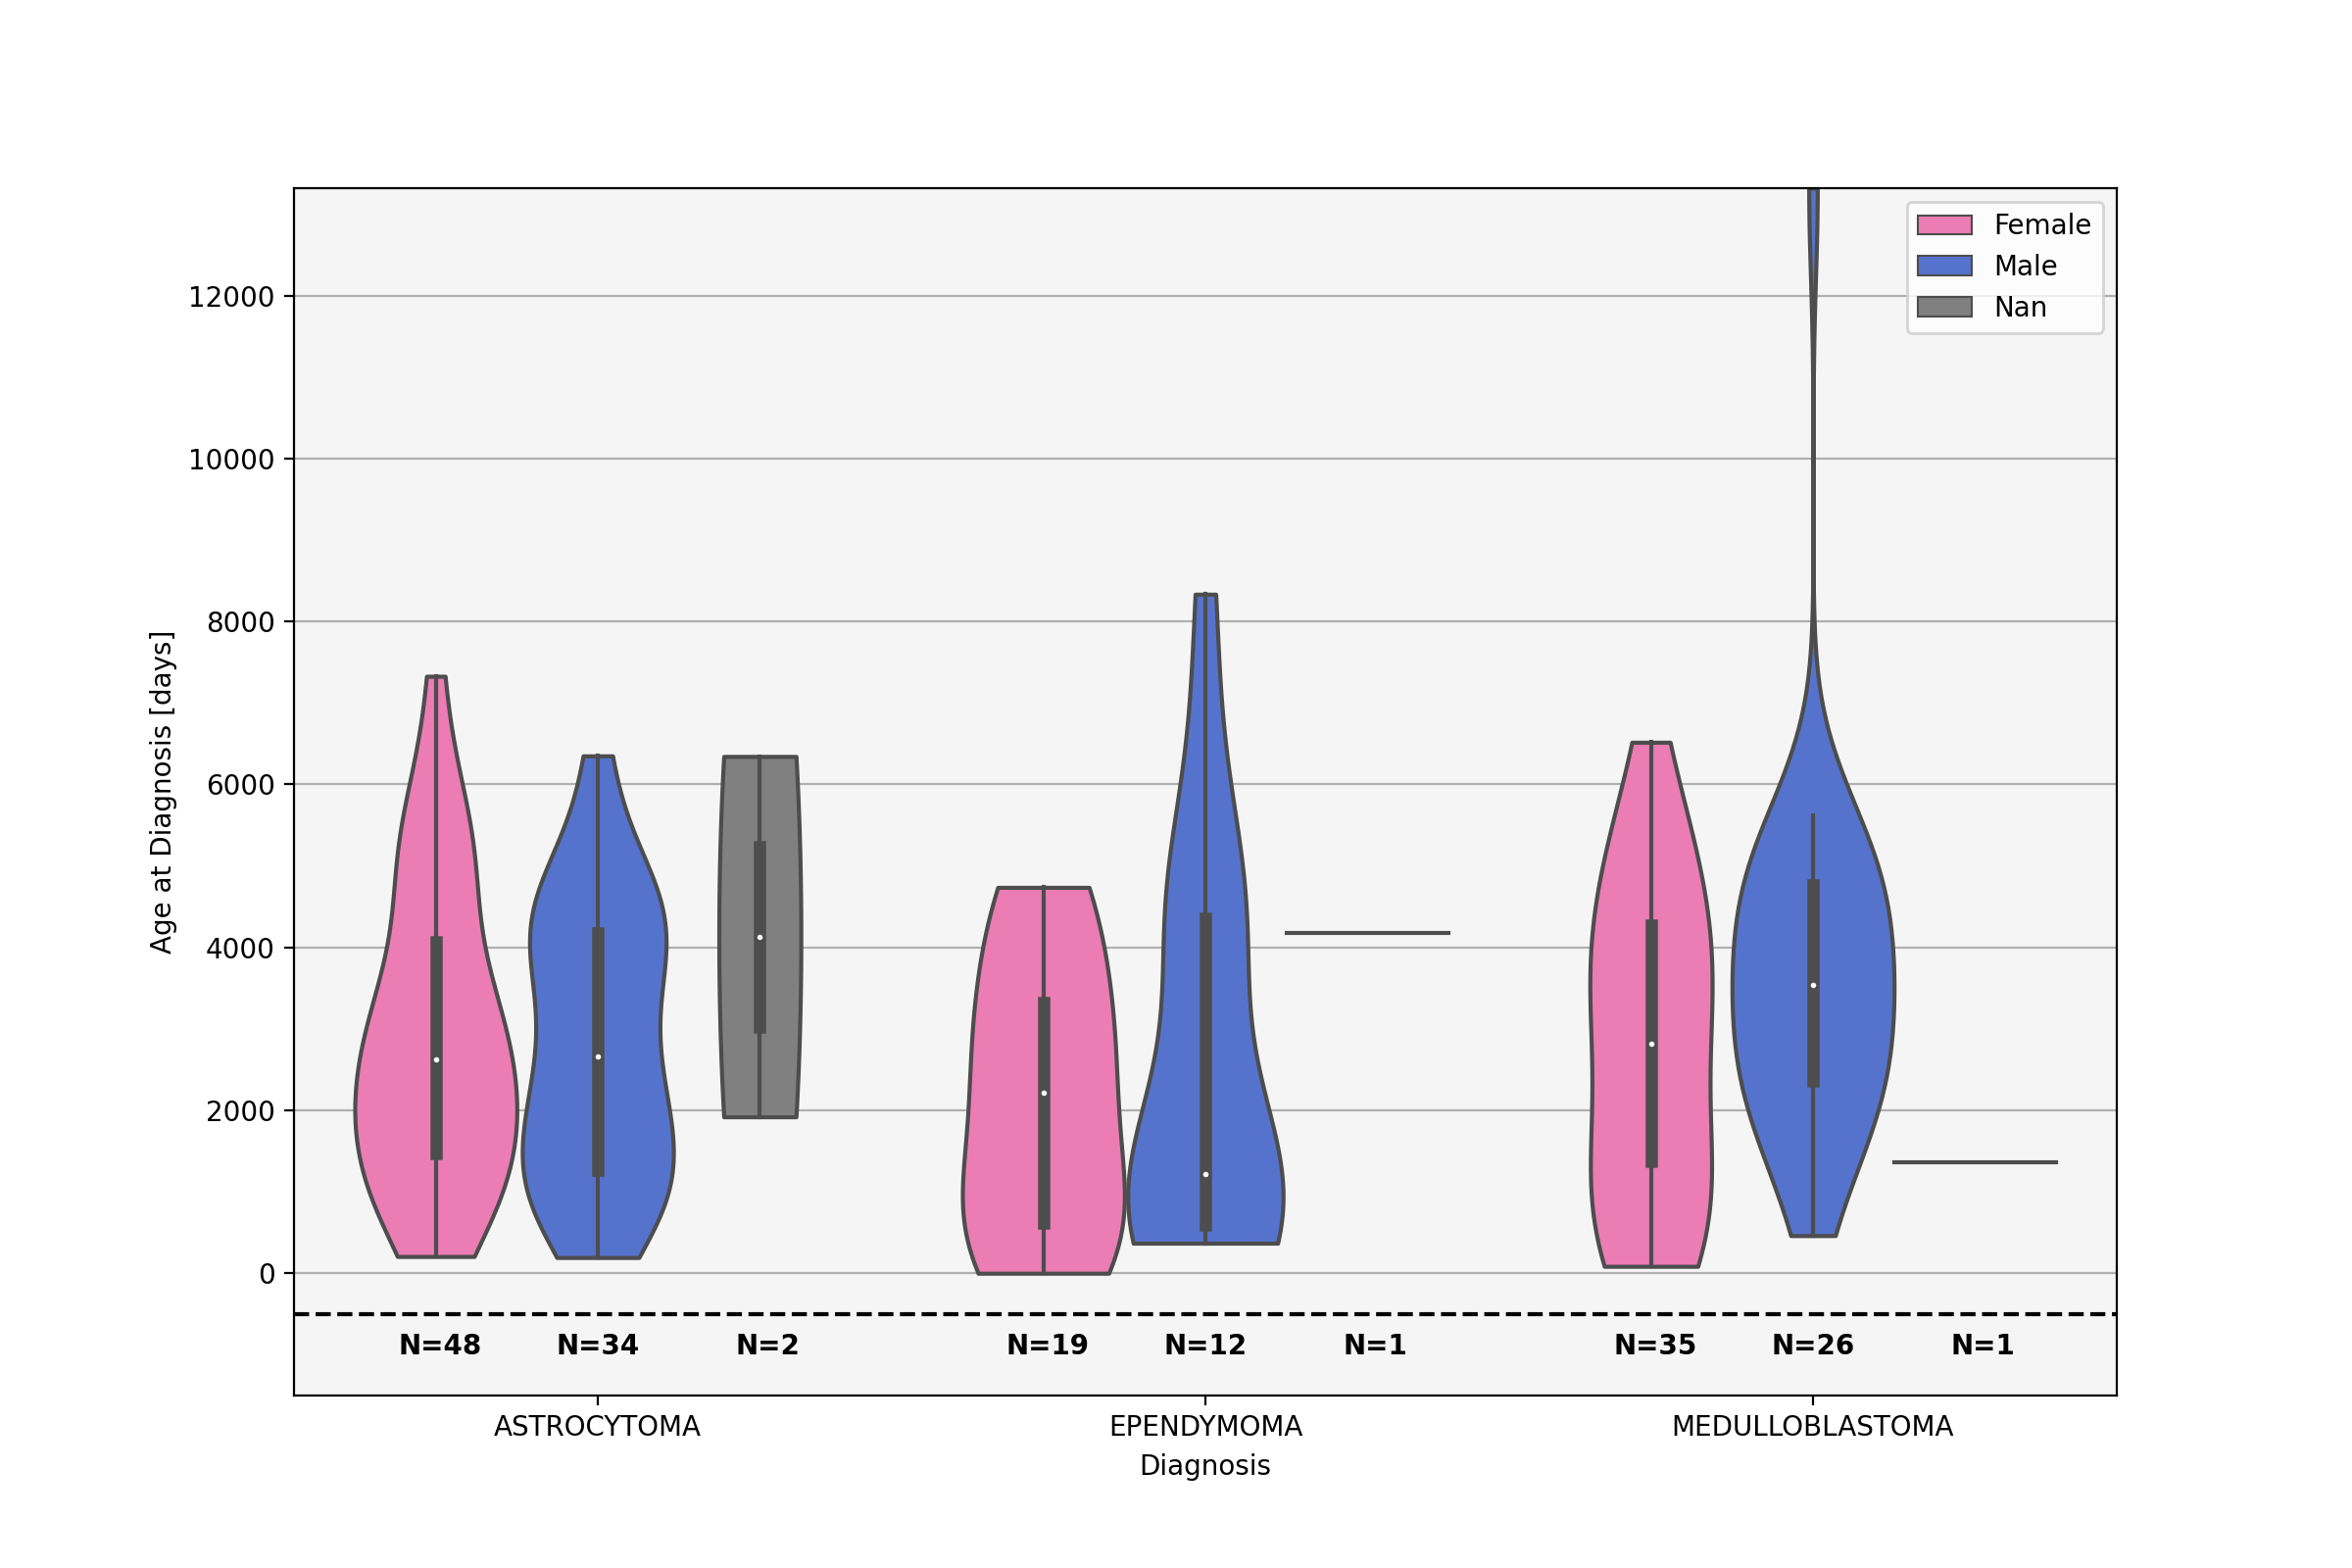 Female
Male
Nan
12000
10000
8000
6000
4000
2000
0
Age at Diagnosis [days]
N=48 N=34 N=2 N=19 N=12 N=1 N=35 N=26 N=1
ASTROCYTOMA EPENDYMOMA MEDULLOBLASTOMA
Diagnosis